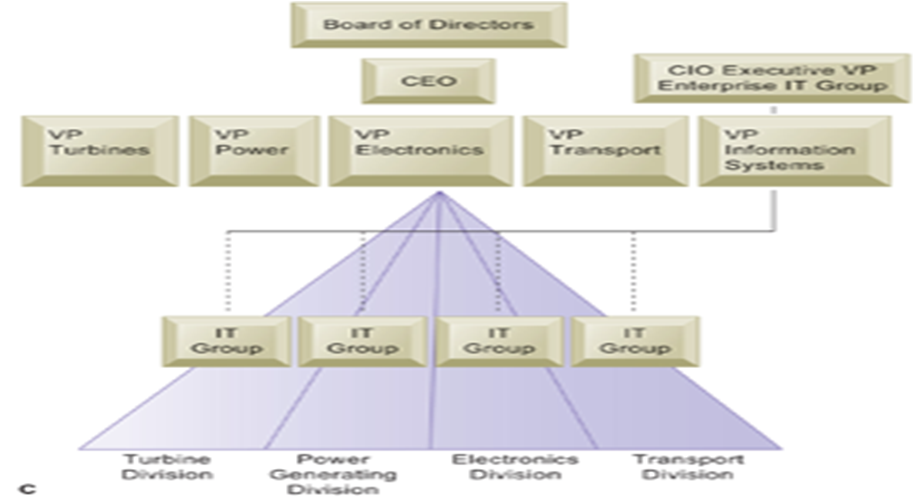 Board of Directors
CEO
CIO Executive VP
Enterprise IT Group
VP
Turbines
VP
Power
VP
Electronics
VP
Transport
VP
Information
Systems
IT
Group
IT
Group
IT
Group
IT
Group
Turbine
Division
Power
Generating
Division
Electronics
Division
Transport
Division
C